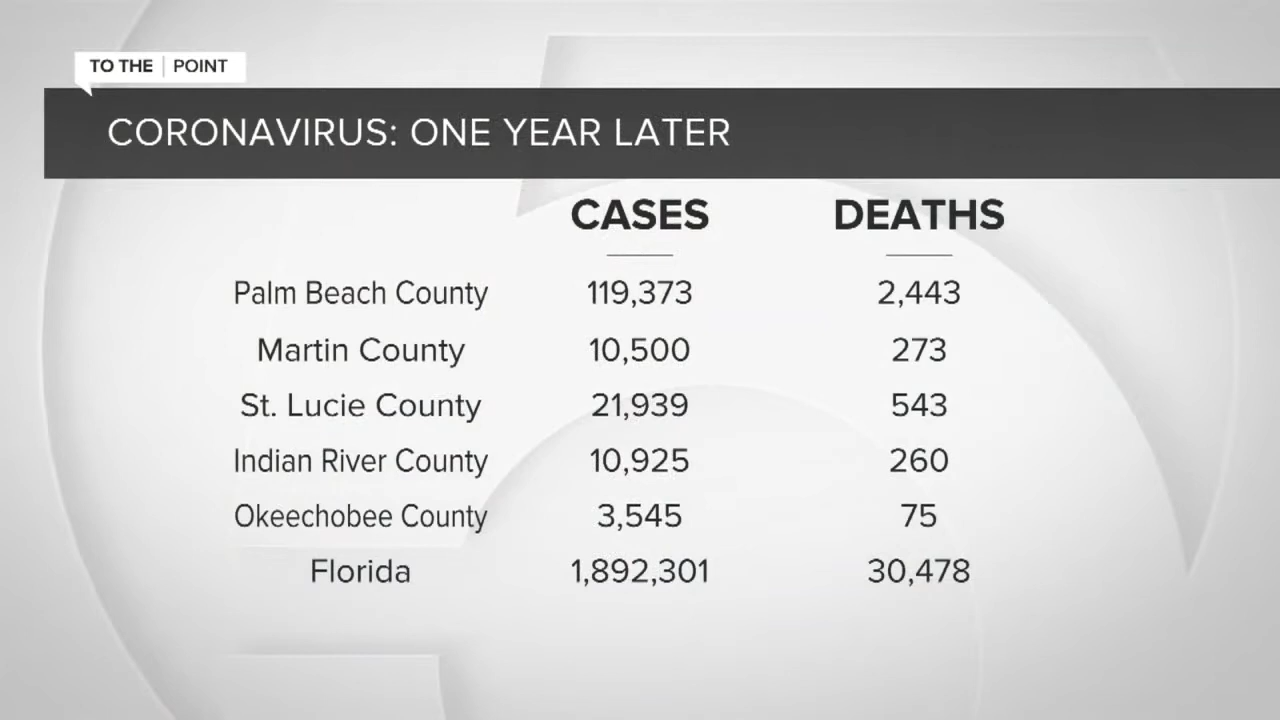 TO THE | POINT
CORONAVIRUS: ONE YEAR LATER
CASES DEATHS
Palm Beach County 119,373 2,443
Martin County 10,500 273
St. Lucie County 21,939 543
Indian River County 10,925 260
Okeechobee County 3,545 75
Florida 1,892,301 30,478